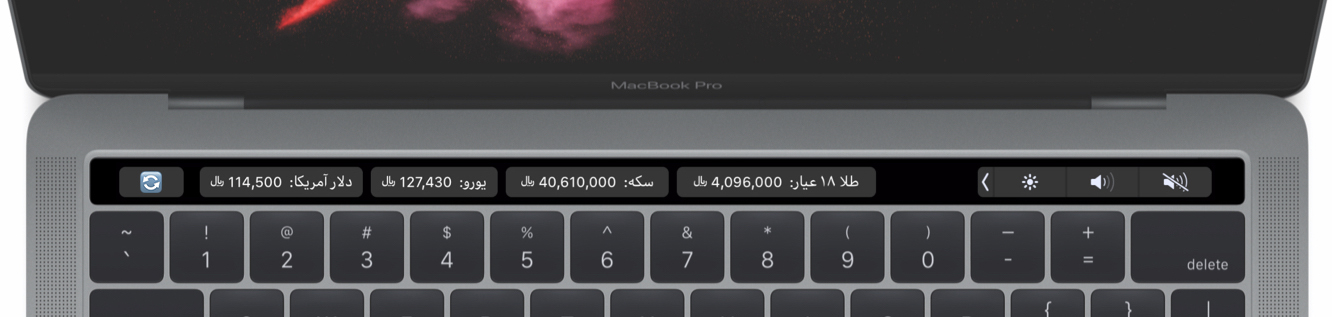 MacBook Pro
دلار آمریکا: 114,500 ﷼
یورو: 127,430 ﷼
سکه: 40,610,000 ﷼
طلا ۱۸ عیار: 4,096,000 ﷼
~ ! @ # $ % ^ & * ( ) — +
` 1 2 3 4 5 6 7 8 9 0 - = delete
{ } |